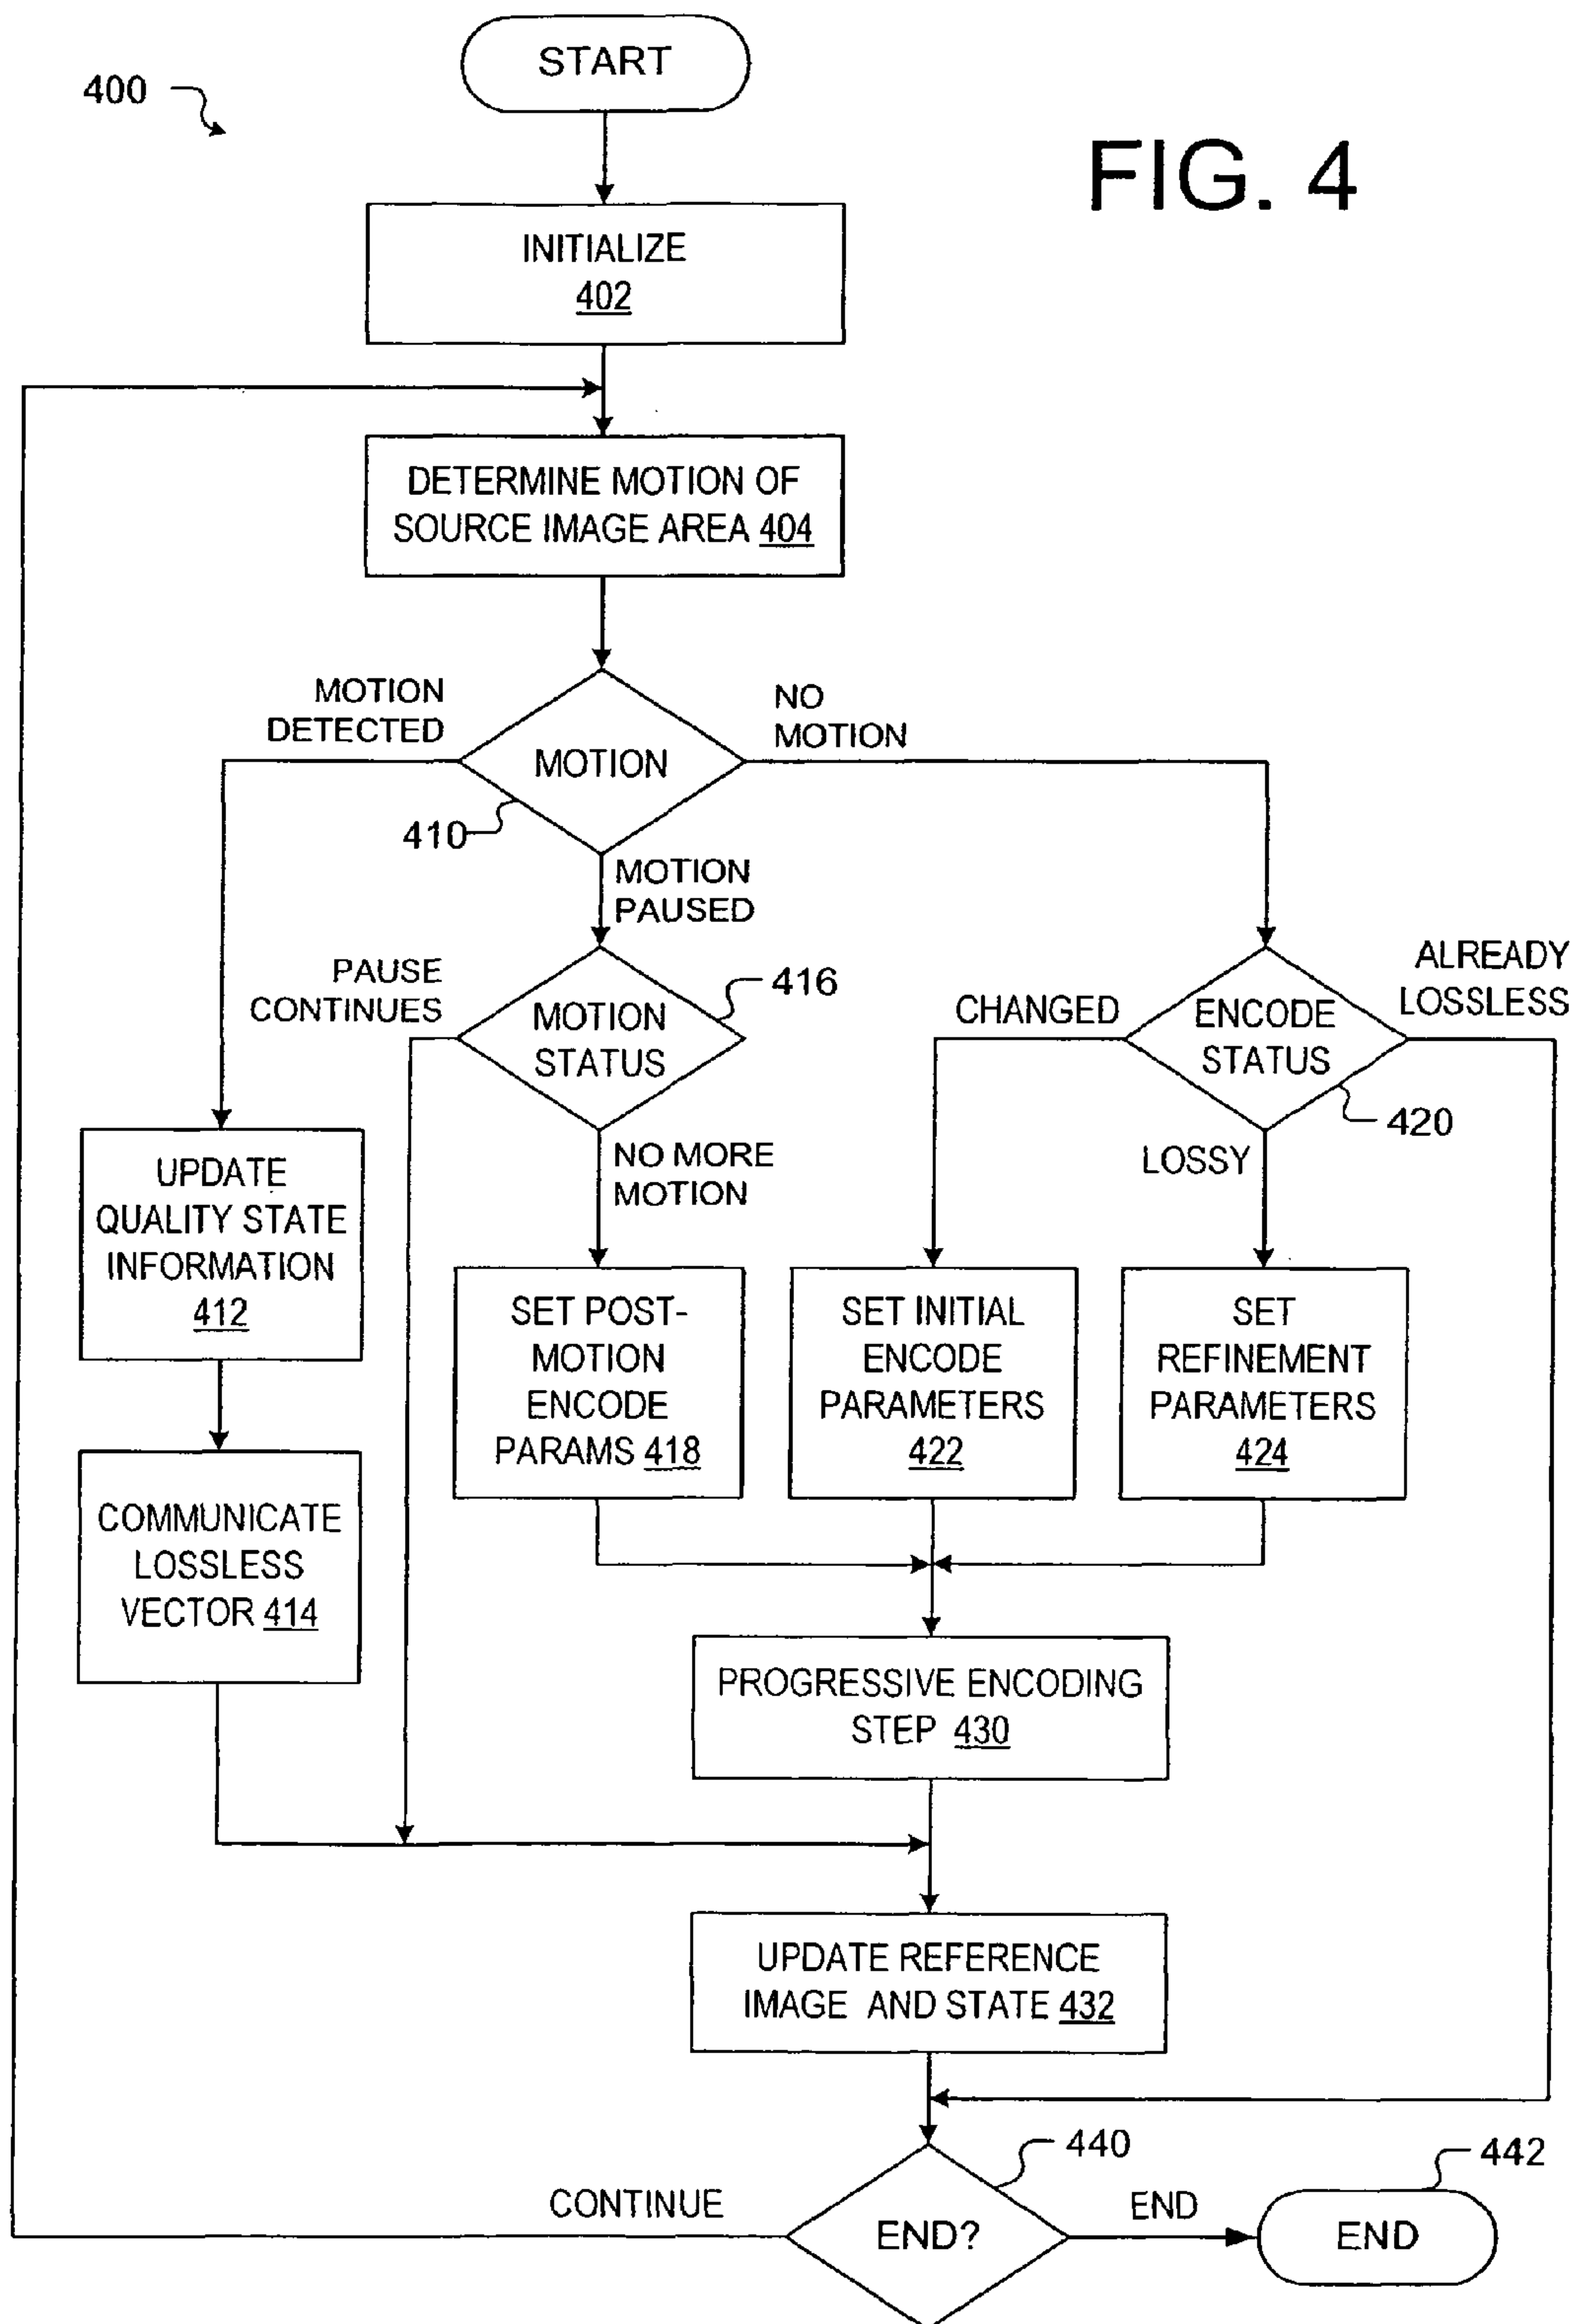 START
400
FIG. 4
INITIALIZE
402
DETERMINE MOTION OF
SOURCE IMAGE AREA 404
MOTION
DETECTED
NO
MOTION
MOTION
410
MOTION
PAUSED
PAUSE
CONTINUES
416
MOTION
STATUS
CHANGED
ENCODE
STATUS
ALREADY
LOSSLESS
420
NO MORE
MOTION
LOSSY
UPDATE
QUALITY STATE
INFORMATION
412
SET POST-
MOTION
ENCODE
PARAMS 418
SET INITIAL
ENCODE
PARAMETERS
422
SET
REFINEMENT
PARAMETERS
424
COMMUNICATE
LOSSLESS
VECTOR 414
PROGRESSIVE ENCODING
STEP 430
UPDATE REFERENCE
IMAGE AND STATE 432
440
442
CONTINUE
END?
END
END